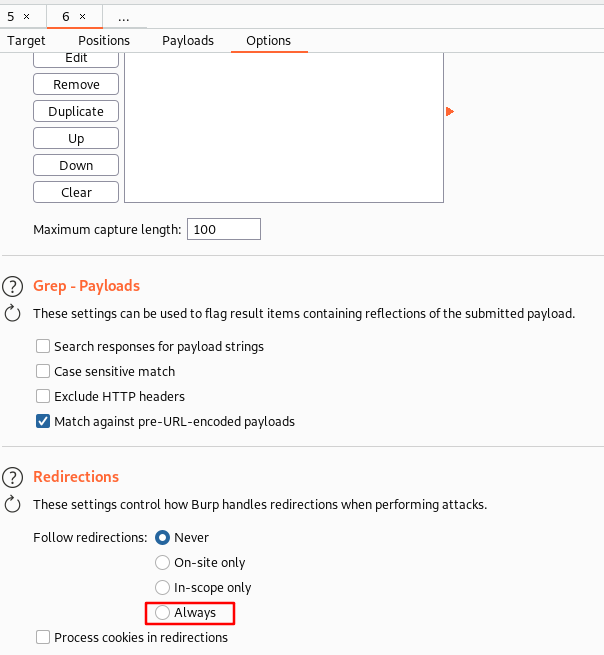 5 × 6 × ...
Target Positions Payloads Options
Edit
Remove
Duplicate
Up
Down
Clear
Maximum capture length: 100
? Grep - Payloads
These settings can be used to flag result items containing reflections of the submitted payload.
Search responses for payload strings
Case sensitive match
Exclude HTTP headers
Match against pre-URL-encoded payloads
? Redirections
These settings control how Burp handles redirections when performing attacks.
Follow redirections: Never
On-site only
In-scope only
Always
Process cookies in redirections